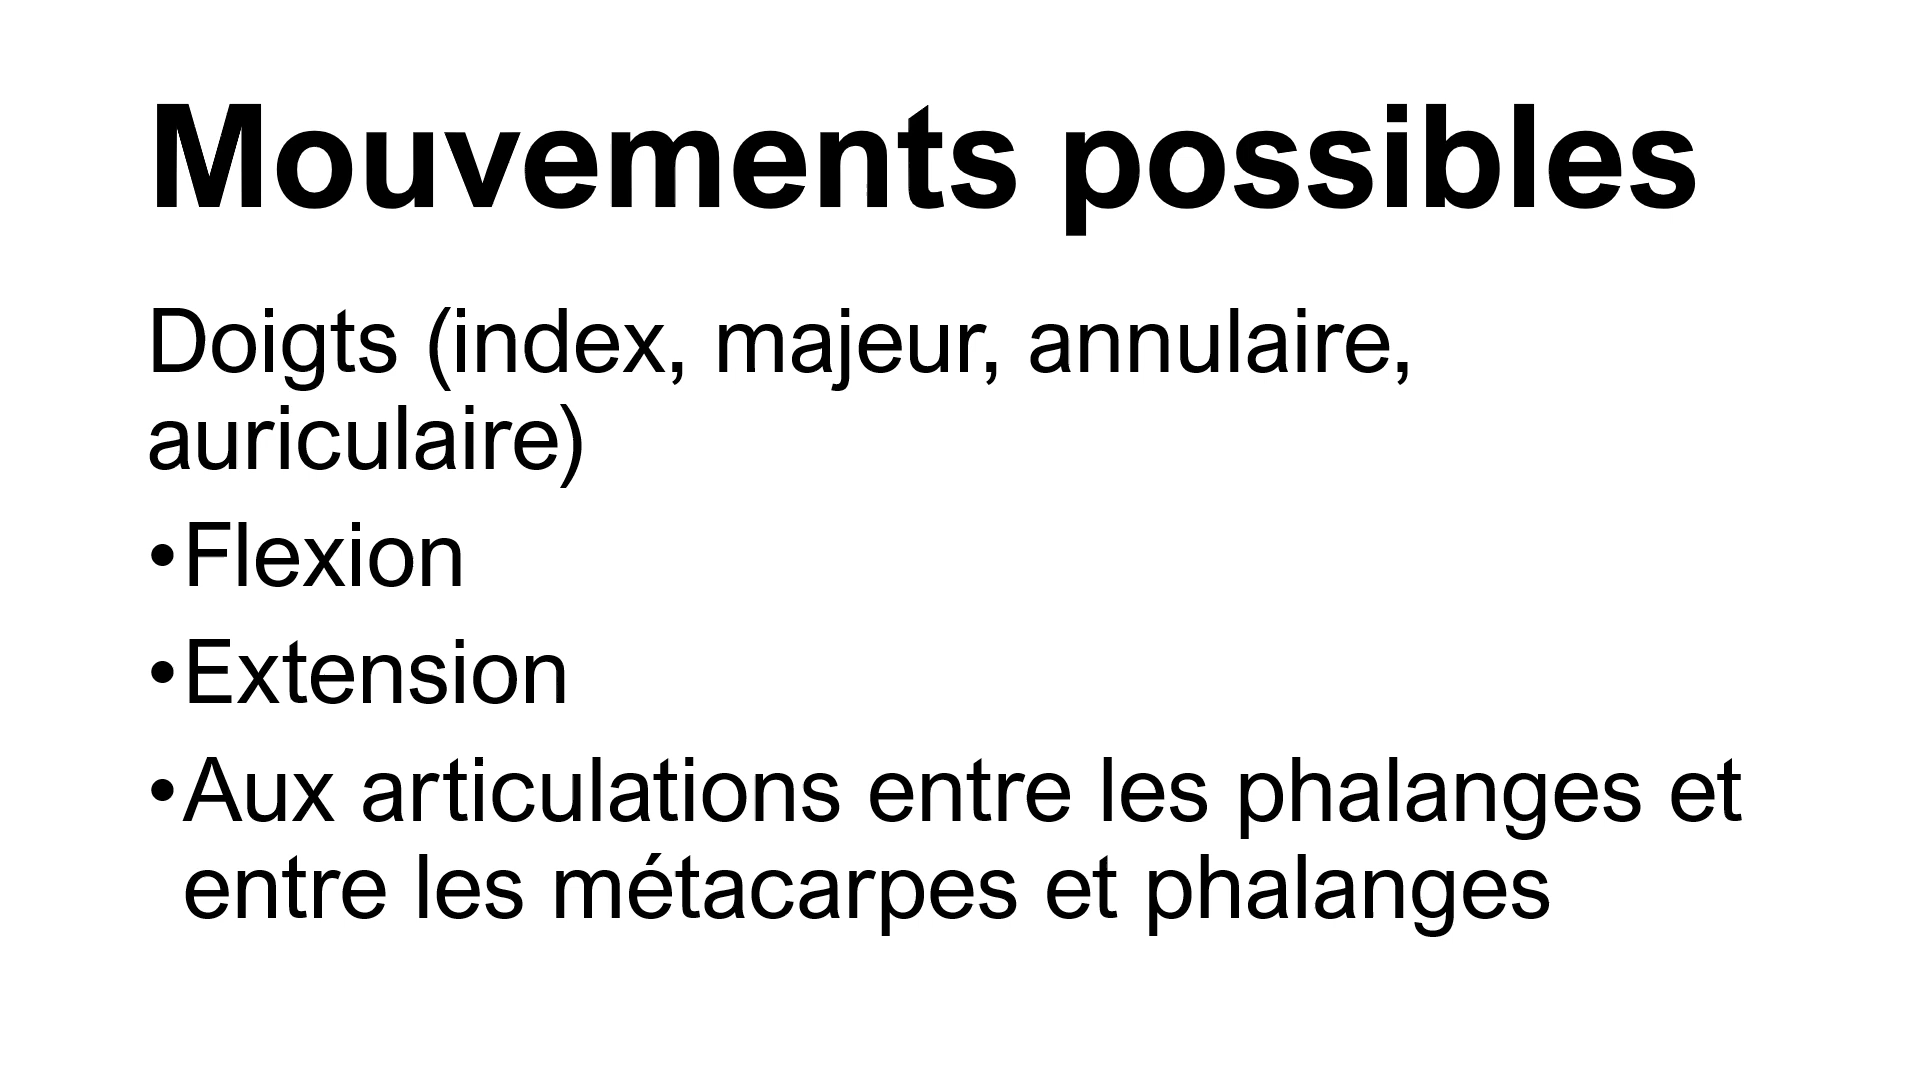 Mouvements possibles
Doigts (index, majeur, annulaire,
auriculaire)
•Flexion
•Extension
•Aux articulations entre les phalanges et
entre les métacarpes et phalanges